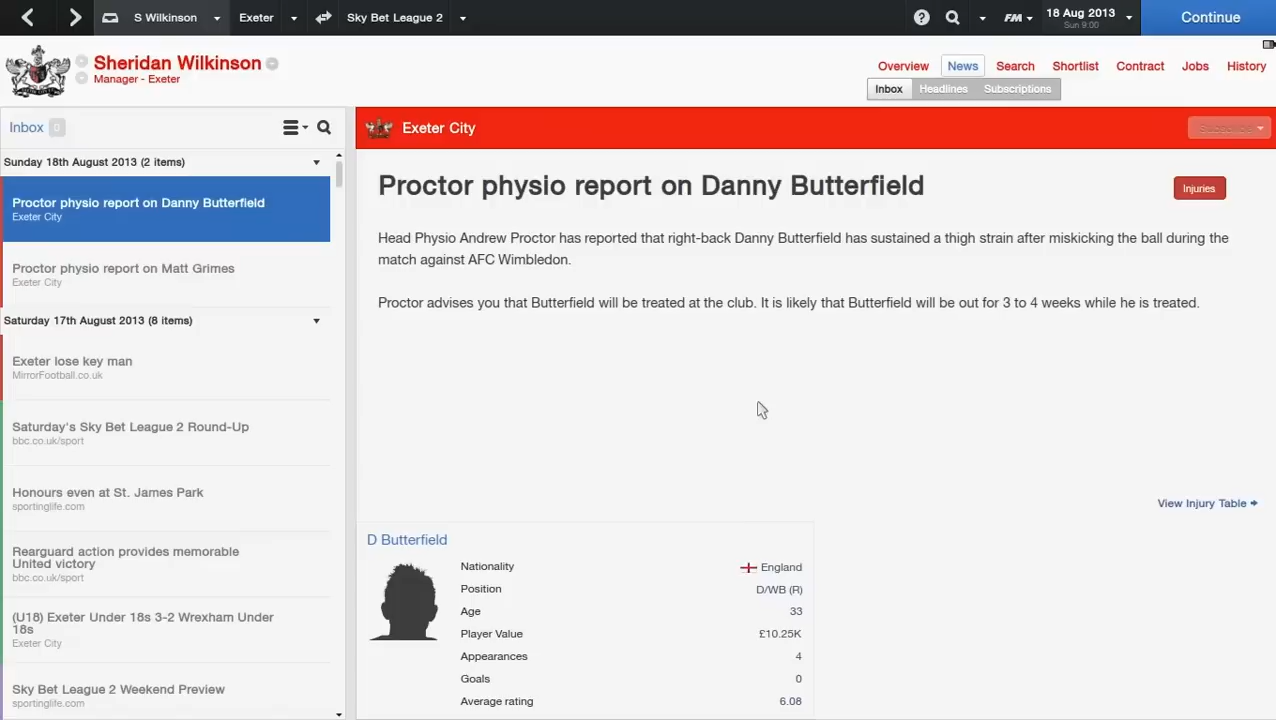 S Wilkinson
Exeter
Sky Bet League 2
FM
18 Aug 2013
Sun 9:00
Continue
Sheridan Wilkinson
Manager - Exeter
Overview
News
Search
Shortlist
Contract
Jobs
History
Inbox
Headlines
Subscriptions
Inbox 0
Sunday 18th August 2013 (2 items)
Proctor physio report on Danny Butterfield
Exeter City
Proctor physio report on Matt Grimes
Exeter City
Saturday 17th August 2013 (8 items)
Exeter lose key man
MirrorFootball.co.uk
Saturday's Sky Bet League 2 Round-Up
bbc.co.uk/sport
Honours even at St. James Park
sportinglife.com
Rearguard action provides memorable
United victory
bbc.co.uk/sport
(U18) Exeter Under 18s 3-2 Wrexham Under
18s
Exeter City
Sky Bet League 2 Weekend Preview
sportinglife.com
Exeter City
Subscribe
Proctor physio report on Danny Butterfield
Injuries
Head Physio Andrew Proctor has reported that right-back Danny Butterfield has sustained a thigh strain after miskicking the ball during the
match against AFC Wimbledon.
Proctor advises you that Butterfield will be treated at the club. It is likely that Butterfield will be out for 3 to 4 weeks while he is treated.
View Injury Table
D Butterfield
Nationality England
Position D/WB (R)
Age 33
Player Value £10.25K
Appearances 4
Goals 0
Average rating 6.08